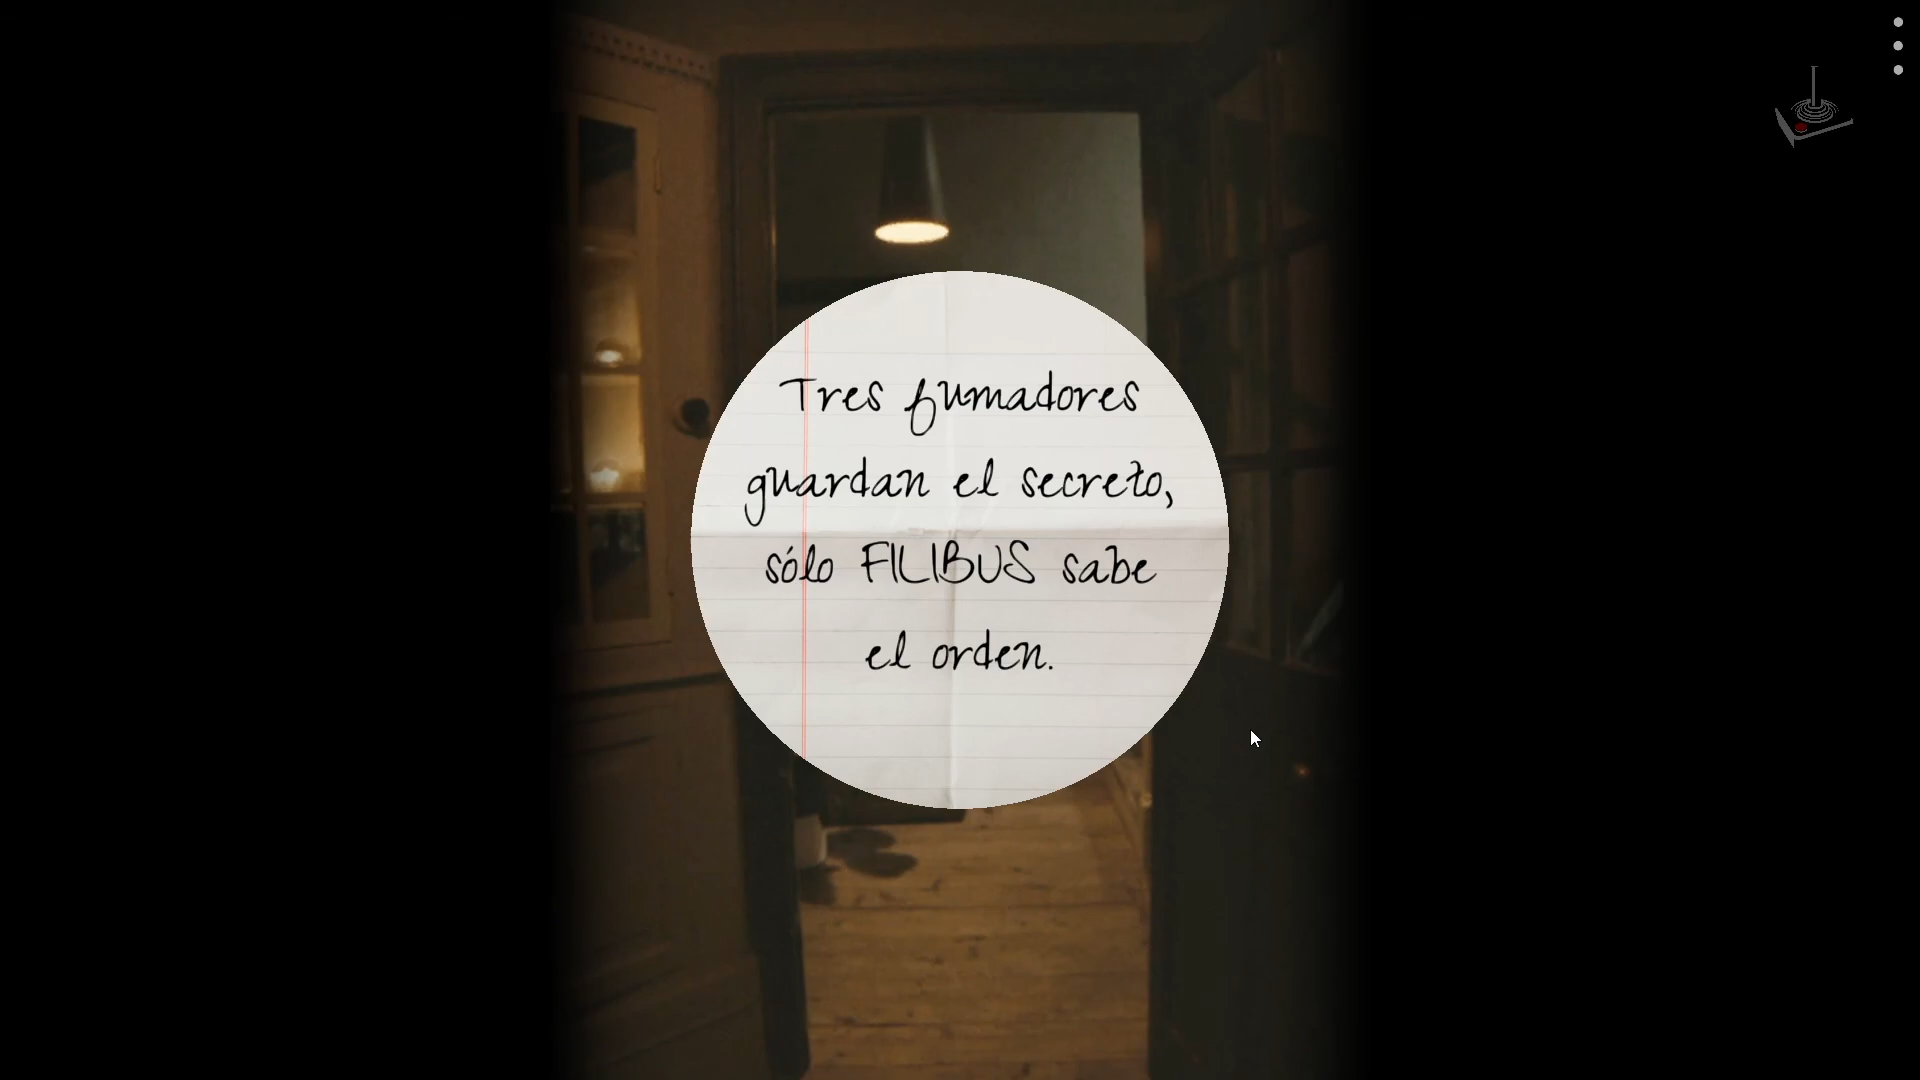 Tres fumadores
guardan el secreto,
sólo FILIBUS sabe
el orden.